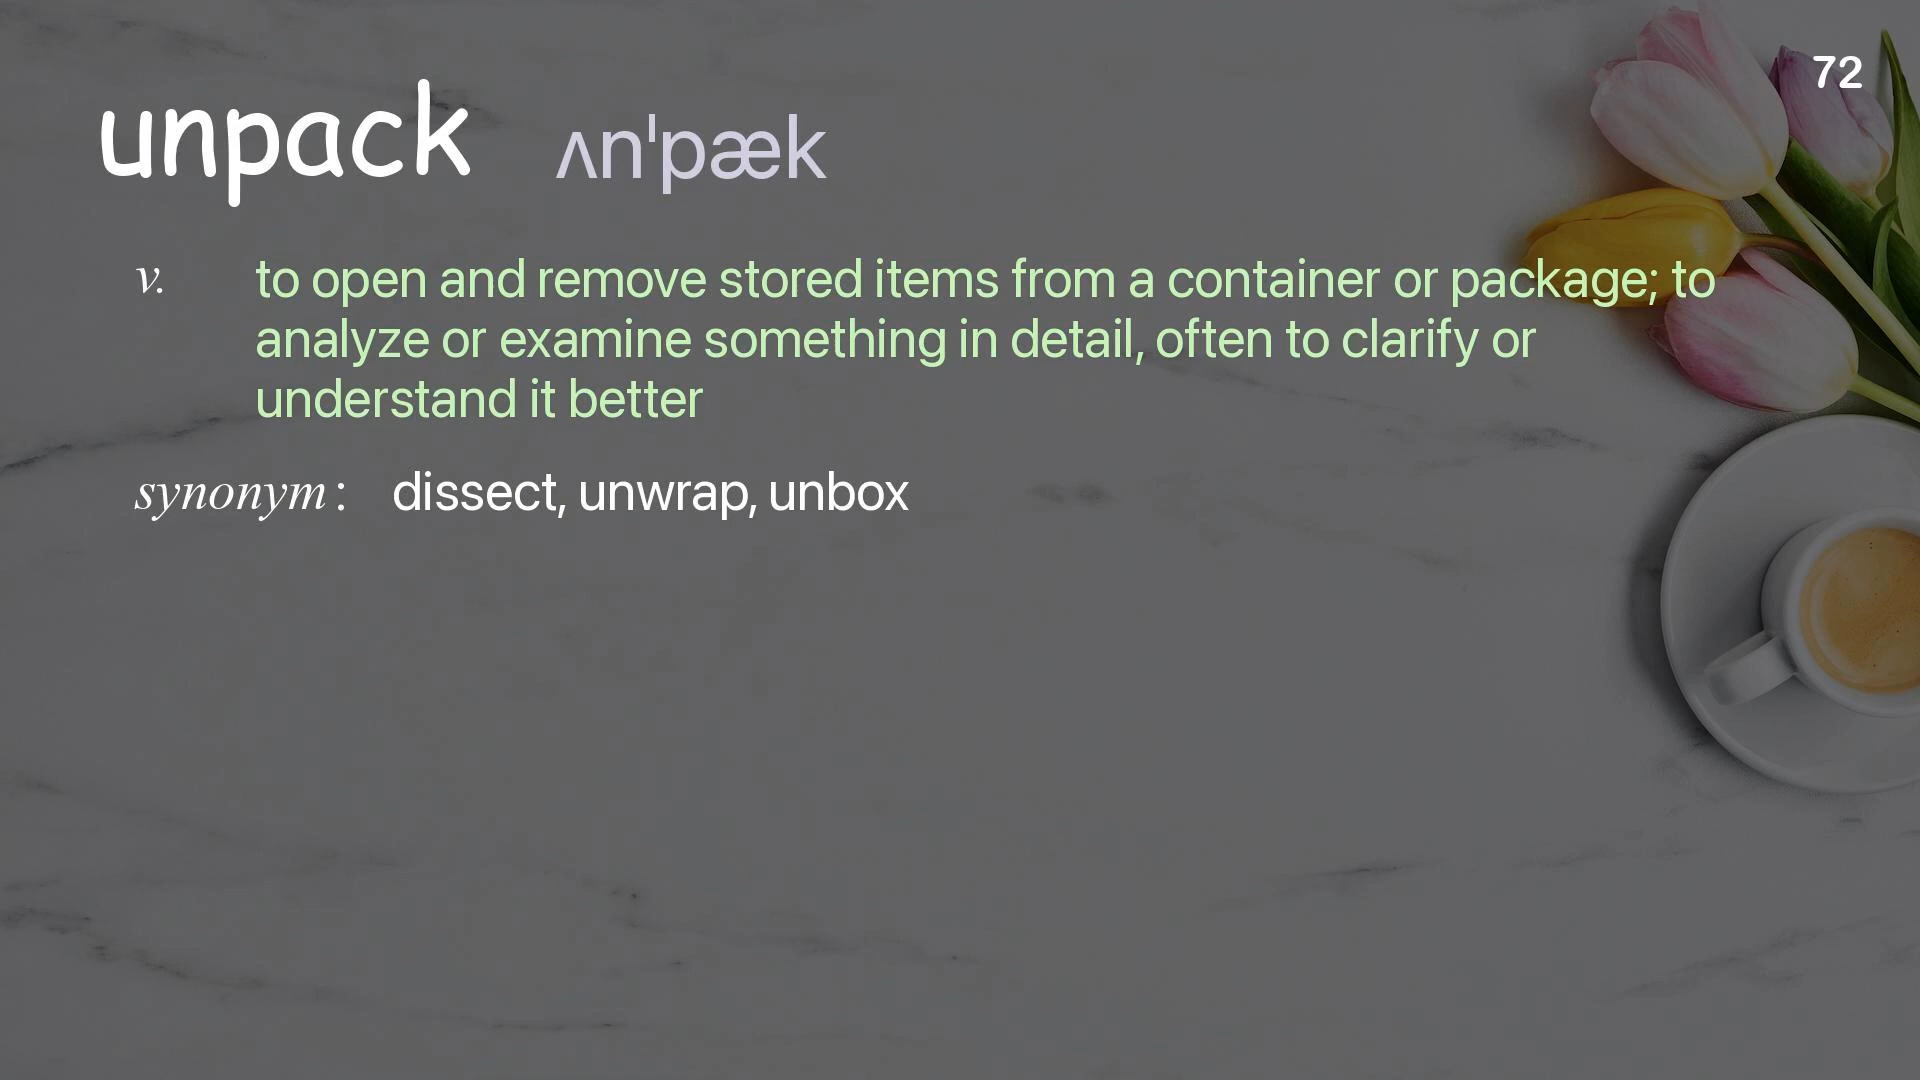 72
unpack ʌnˈpæk
v. to open and remove stored items from a container or package; to
analyze or examine something in detail, often to clarify or
understand it better
synonym : dissect, unwrap, unbox